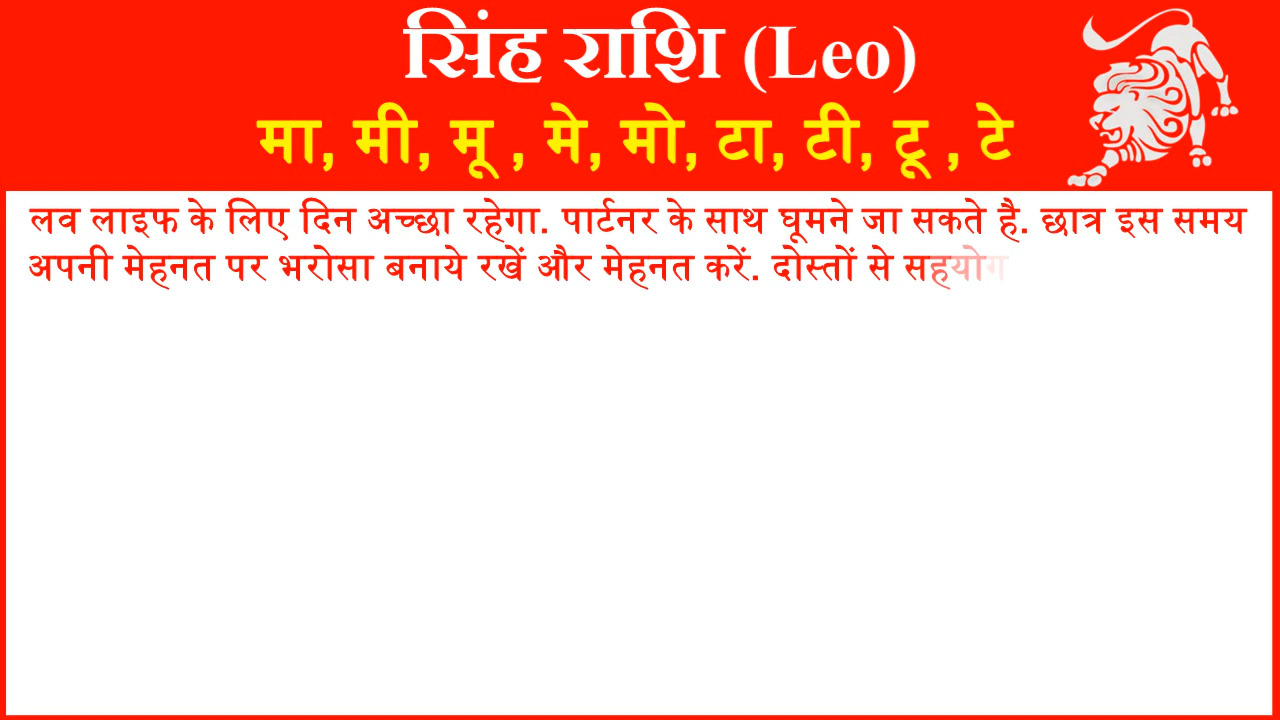 सिंह राशि (Leo)
मा, मी, मू , मे, मो, टा, टी, टू , टे
लव लाइफ के लिए दिन अच्छा रहेगा. पार्टनर के साथ घूमने जा सकते है. छात्र इस समय
अपनी मेहनत पर भरोसा बनाये रखें और मेहनत करें. दोस्तों से सहयोग